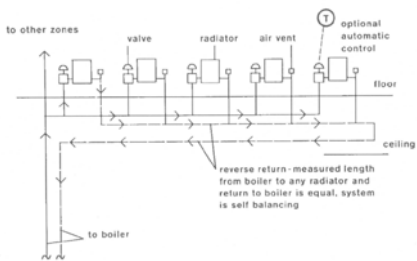 T
optional
automatic
control
to other zones
valve
radiator
air vent
floor
ceiling
reverse return-measured length
from boiler to any radiator and
return to boiler is equal, system
is self balancing
to boiler